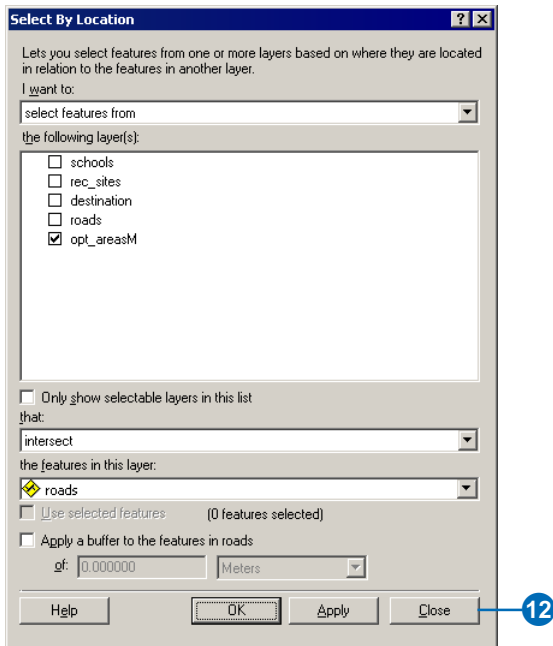 Select By Location
?
Lets you select features from one or more layers based on where they are located
in relation to the features in another layer.
I want to:
select features from
the following layer(s):
schools
rec_sites
destination
roads
opt_areasM
Only show selectable layers in this list
that:
intersect
the features in this layer:
roads
Use selected features (0 features selected)
Apply a buffer to the features in roads
of: 0.000000 Meters
Help OK Apply Close 12